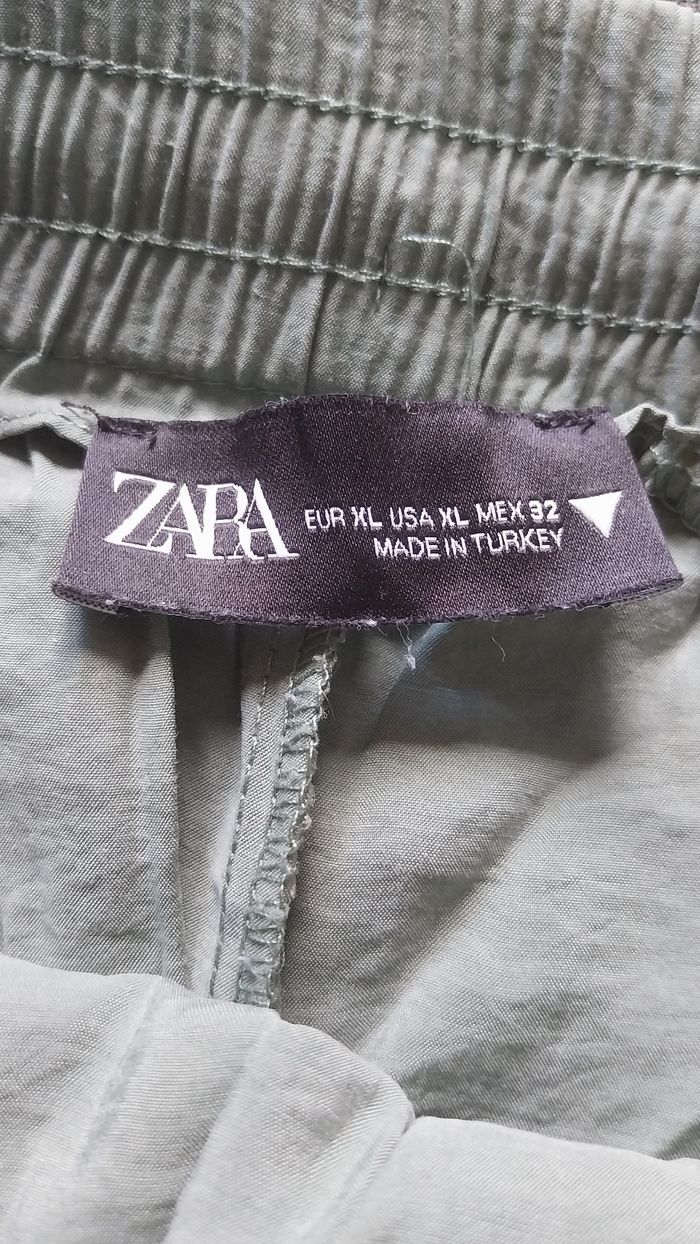 ZARA
EUR XL USA XL MEX 32
MADE IN TURKEY